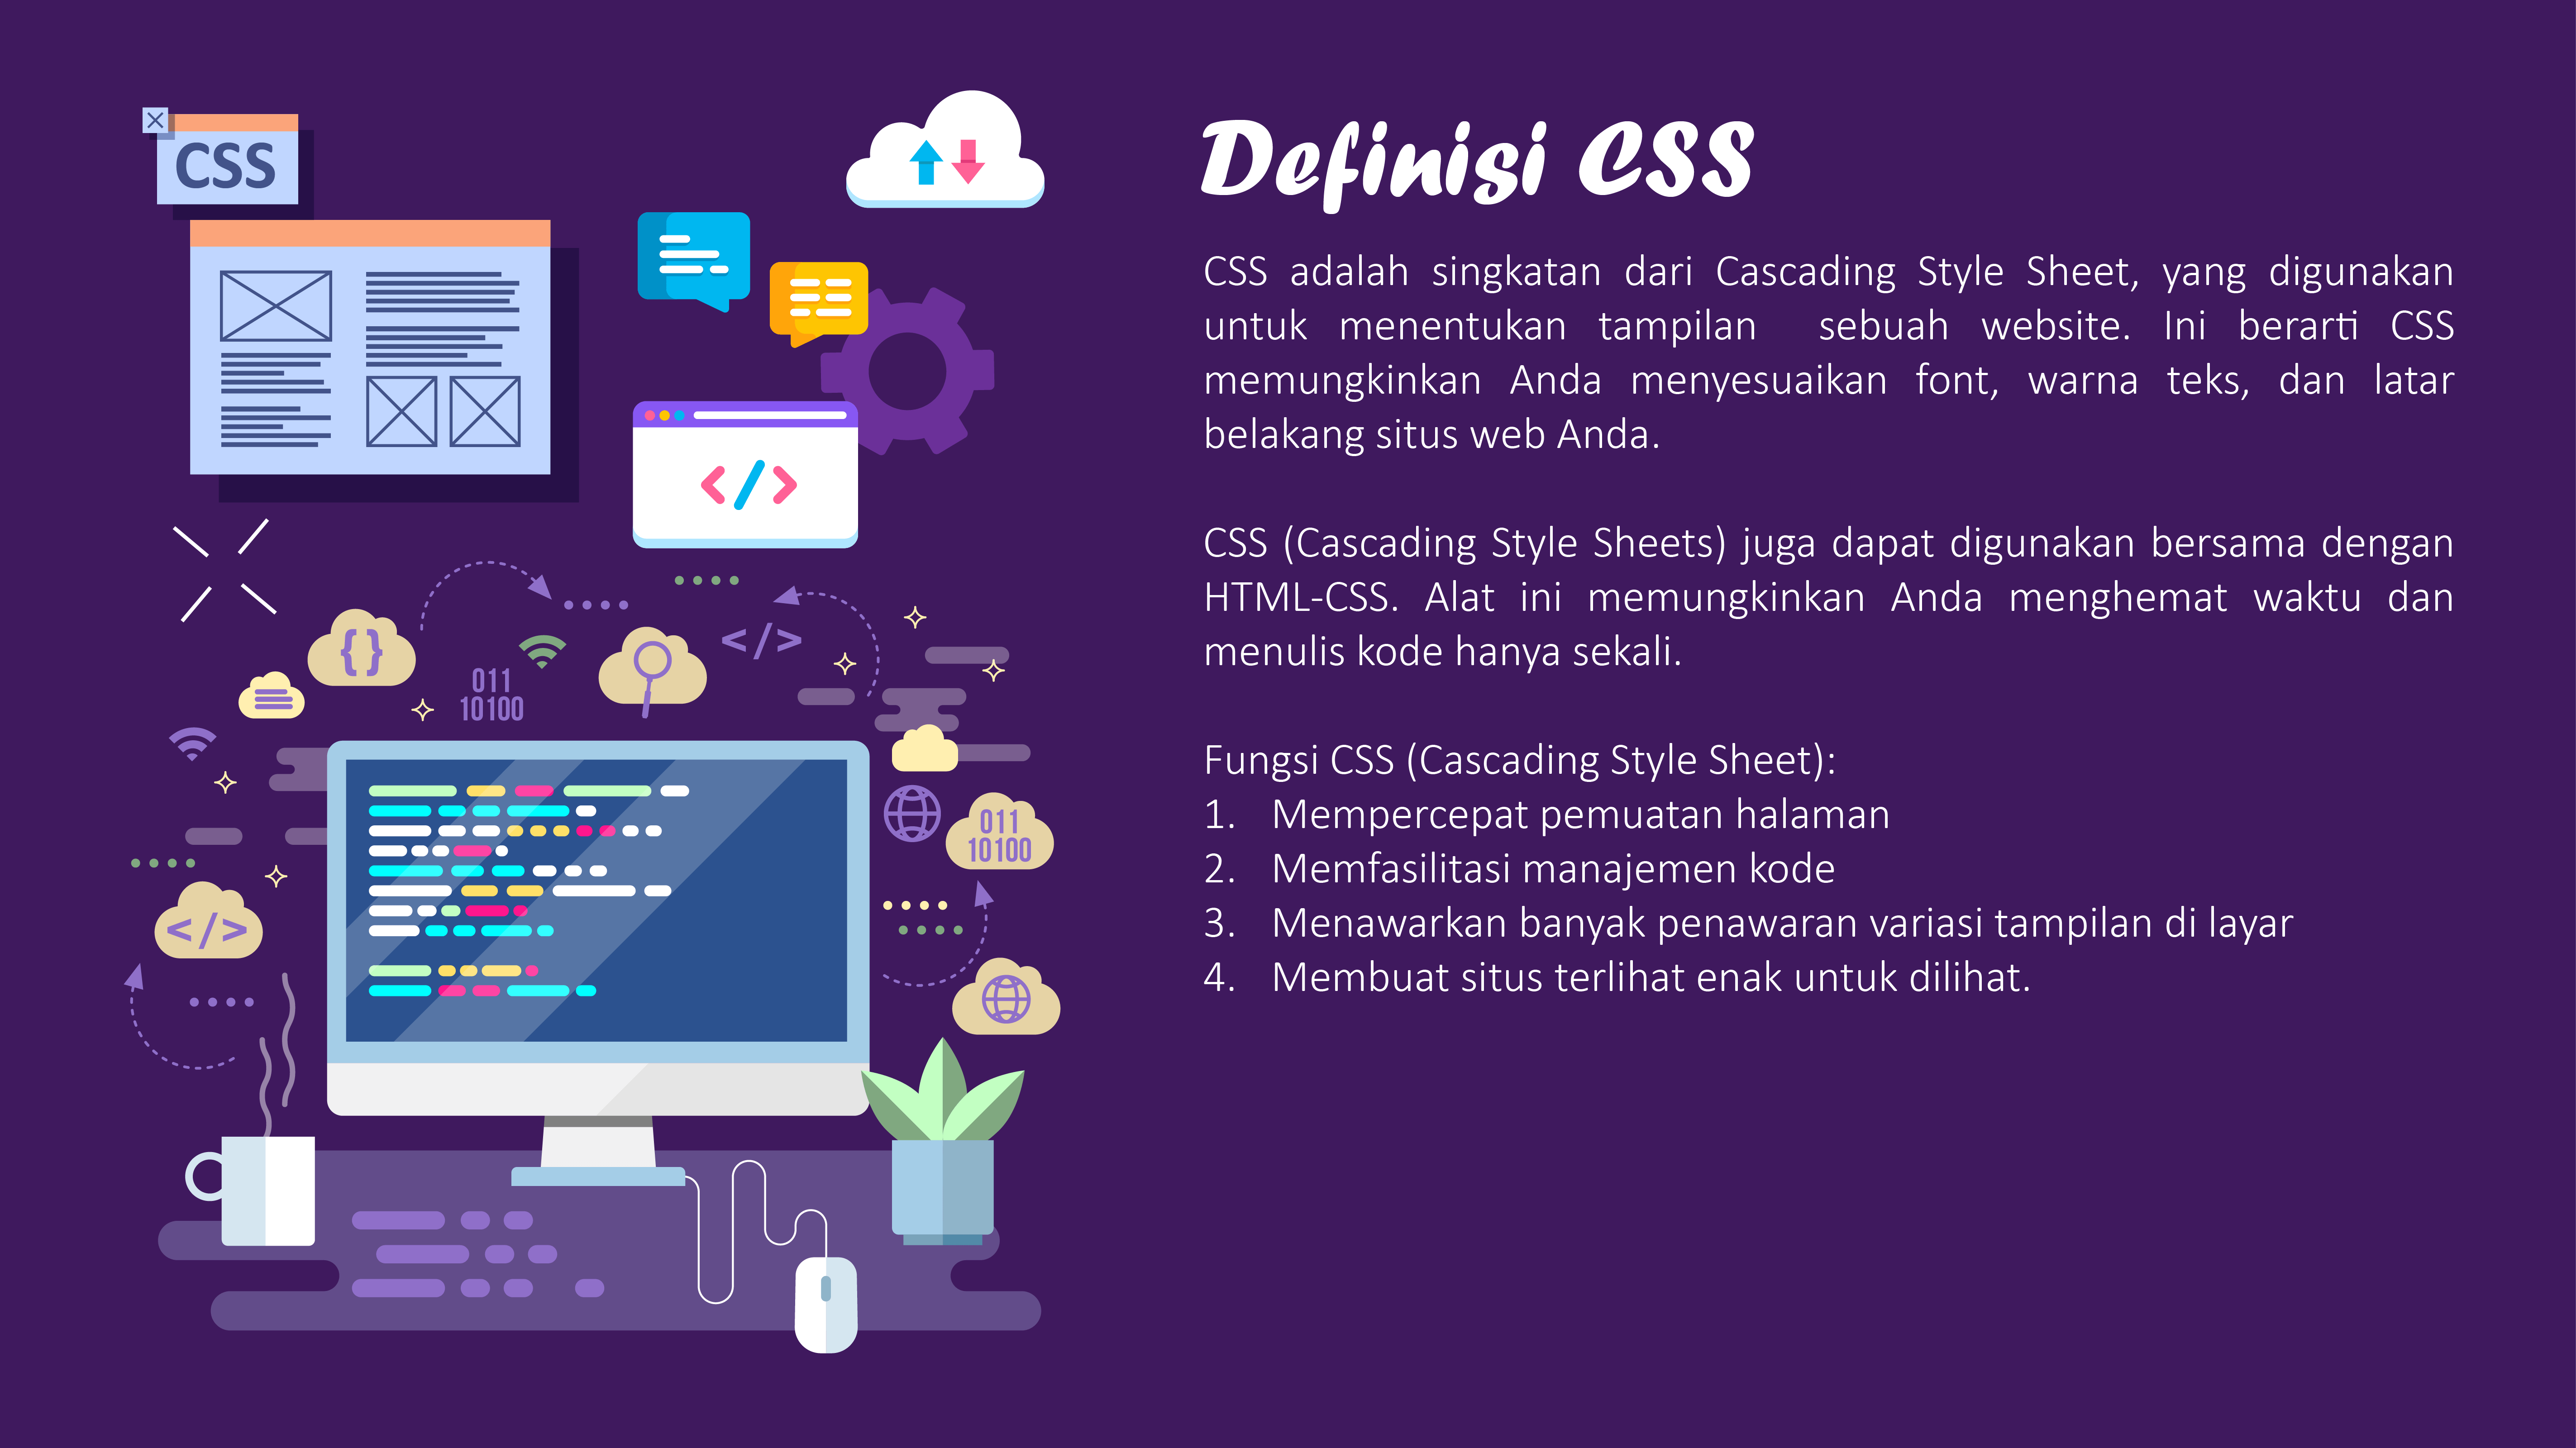 CSS
Definisi CSS
CSS adalah singkatan dari Cascading Style Sheet, yang digunakan
untuk menentukan tampilan sebuah website. Ini berarti CSS
memungkinkan Anda menyesuaikan font, warna teks, dan latar
belakang situs web Anda.
CSS (Cascading Style Sheets) juga dapat digunakan bersama dengan
HTML-CSS. Alat ini memungkinkan Anda menghemat waktu dan
menulis kode hanya sekali.
Fungsi CSS (Cascading Style Sheet):
1. Mempercepat pemuatan halaman
2. Memfasilitasi manajemen kode
3. Menawarkan banyak penawaran variasi tampilan di layar
4. Membuat situs terlihat enak untuk dilihat.
</>
{}
</>
011
10100
011
10100
</>